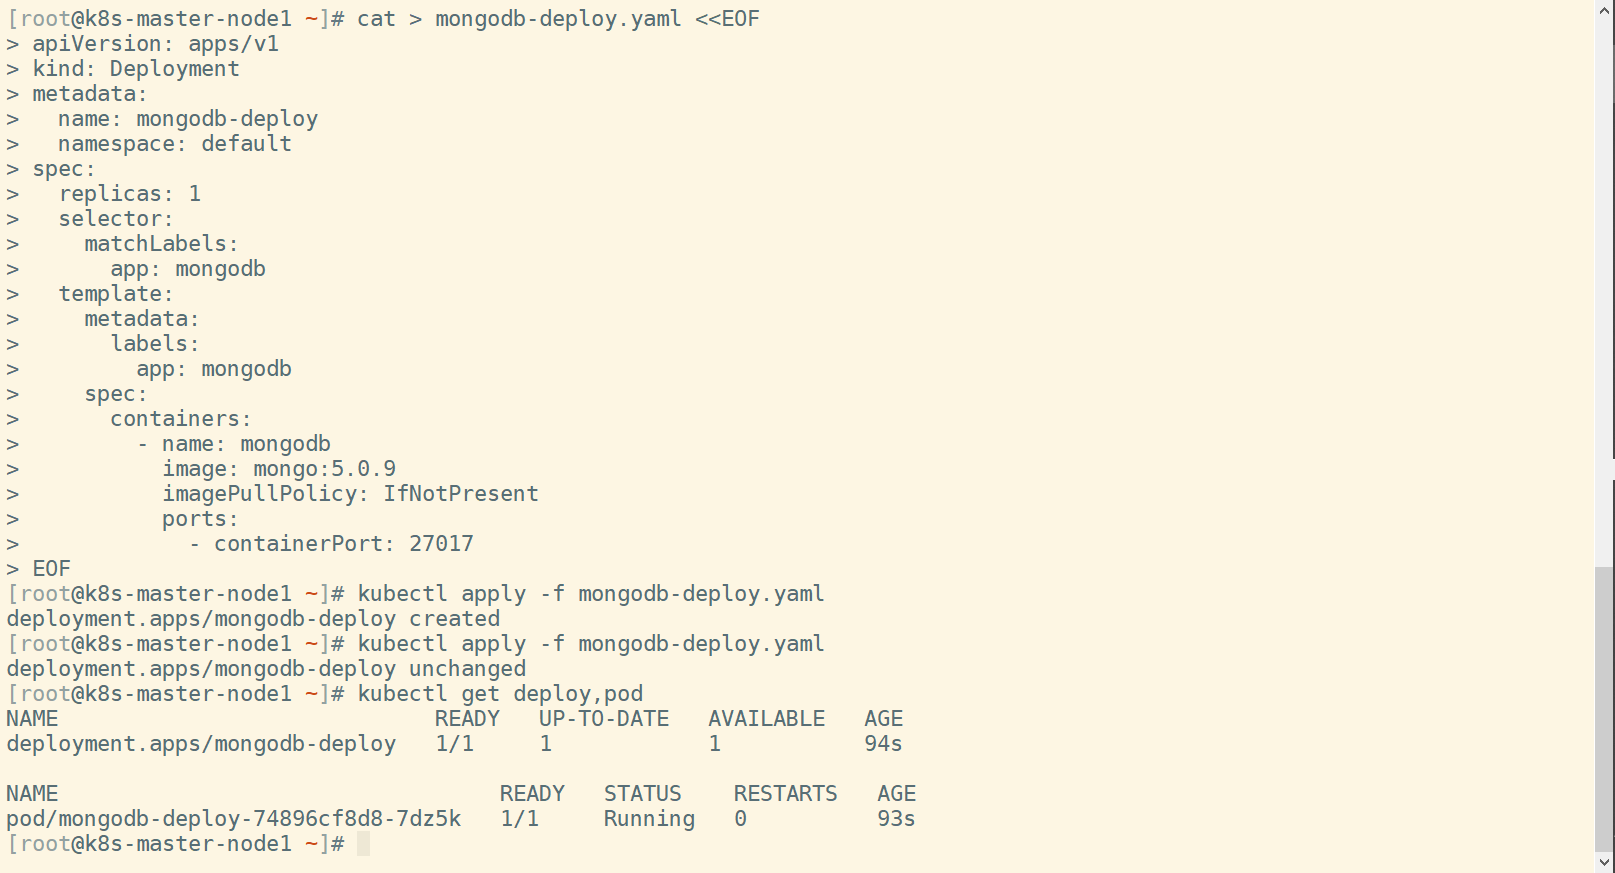 [root@k8s-master-node1 ~]# cat > mongodb-deploy.yaml <<EOF
> apiVersion: apps/v1
> kind: Deployment
> metadata:
>   name: mongodb-deploy
>   namespace: default
> spec:
>   replicas: 1
>   selector:
>     matchLabels:
>       app: mongodb
>   template:
>     metadata:
>       labels:
>         app: mongodb
>     spec:
>       containers:
>         - name: mongodb
>           image: mongo:5.0.9
>           imagePullPolicy: IfNotPresent
>           ports:
>             - containerPort: 27017
> EOF
[root@k8s-master-node1 ~]# kubectl apply -f mongodb-deploy.yaml
deployment.apps/mongodb-deploy created
[root@k8s-master-node1 ~]# kubectl apply -f mongodb-deploy.yaml
deployment.apps/mongodb-deploy unchanged
[root@k8s-master-node1 ~]# kubectl get deploy,pod
NAME                             READY   UP-TO-DATE   AVAILABLE   AGE
deployment.apps/mongodb-deploy   1/1     1            1           94s

NAME                                  READY   STATUS    RESTARTS   AGE
pod/mongodb-deploy-74896cf8d8-7dz5k   1/1     Running   0          93s
[root@k8s-master-node1 ~]#